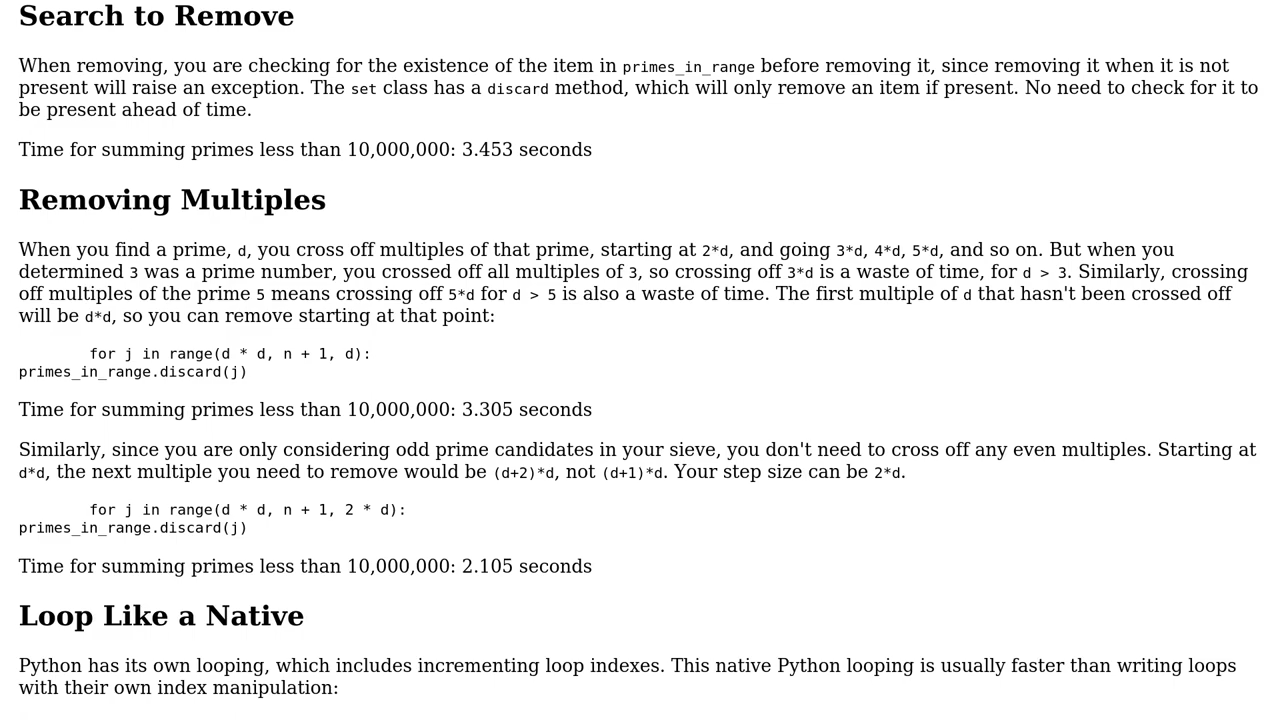 Search to Remove
When removing, you are checking for the existence of the item in primes_in_range before removing it, since removing it when it is not
present will raise an exception. The set class has a discard method, which will only remove an item if present. No need to check for it to
be present ahead of time.
Time for summing primes less than 10,000,000: 3.453 seconds
Removing Multiples
When you find a prime, d, you cross off multiples of that prime, starting at 2*d, and going 3*d, 4*d, 5*d, and so on. But when you
determined 3 was a prime number, you crossed off all multiples of 3, so crossing off 3*d is a waste of time, for d > 3. Similarly, crossing
off multiples of the prime 5 means crossing off 5*d for d > 5 is also a waste of time. The first multiple of d that hasn't been crossed off
will be d*d, so you can remove starting at that point:
        for j in range(d * d, n + 1, d):
primes_in_range.discard(j)
Time for summing primes less than 10,000,000: 3.305 seconds
Similarly, since you are only considering odd prime candidates in your sieve, you don't need to cross off any even multiples. Starting at
d*d, the next multiple you need to remove would be (d+2)*d, not (d+1)*d. Your step size can be 2*d.
        for j in range(d * d, n + 1, 2 * d):
primes_in_range.discard(j)
Time for summing primes less than 10,000,000: 2.105 seconds
Loop Like a Native
Python has its own looping, which includes incrementing loop indexes. This native Python looping is usually faster than writing loops
with their own index manipulation: